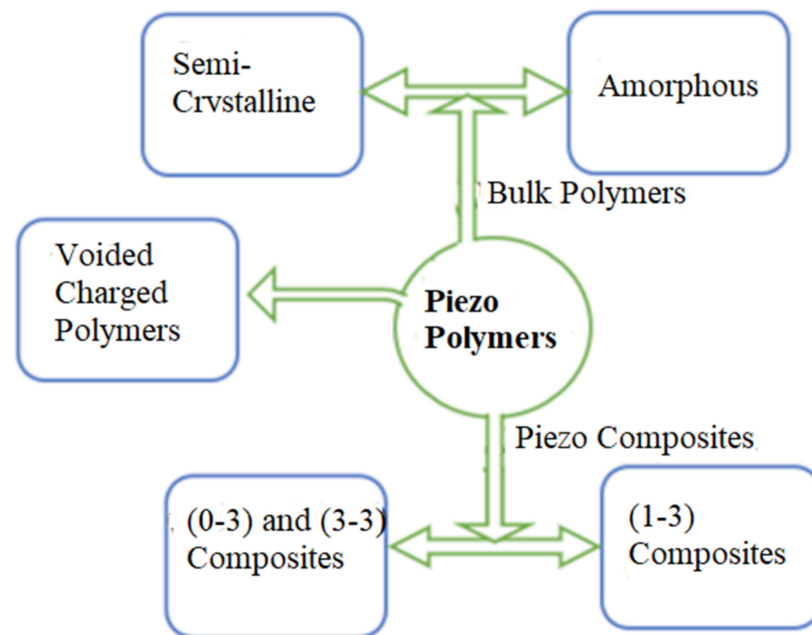 Semi-
Crvstalline
Amorphous
Bulk Polymers
Voided
Charged
Polymers
Piezo
Polymers
Piezo Composites
(0-3) and (3-3)
Composites
(1-3)
Composites